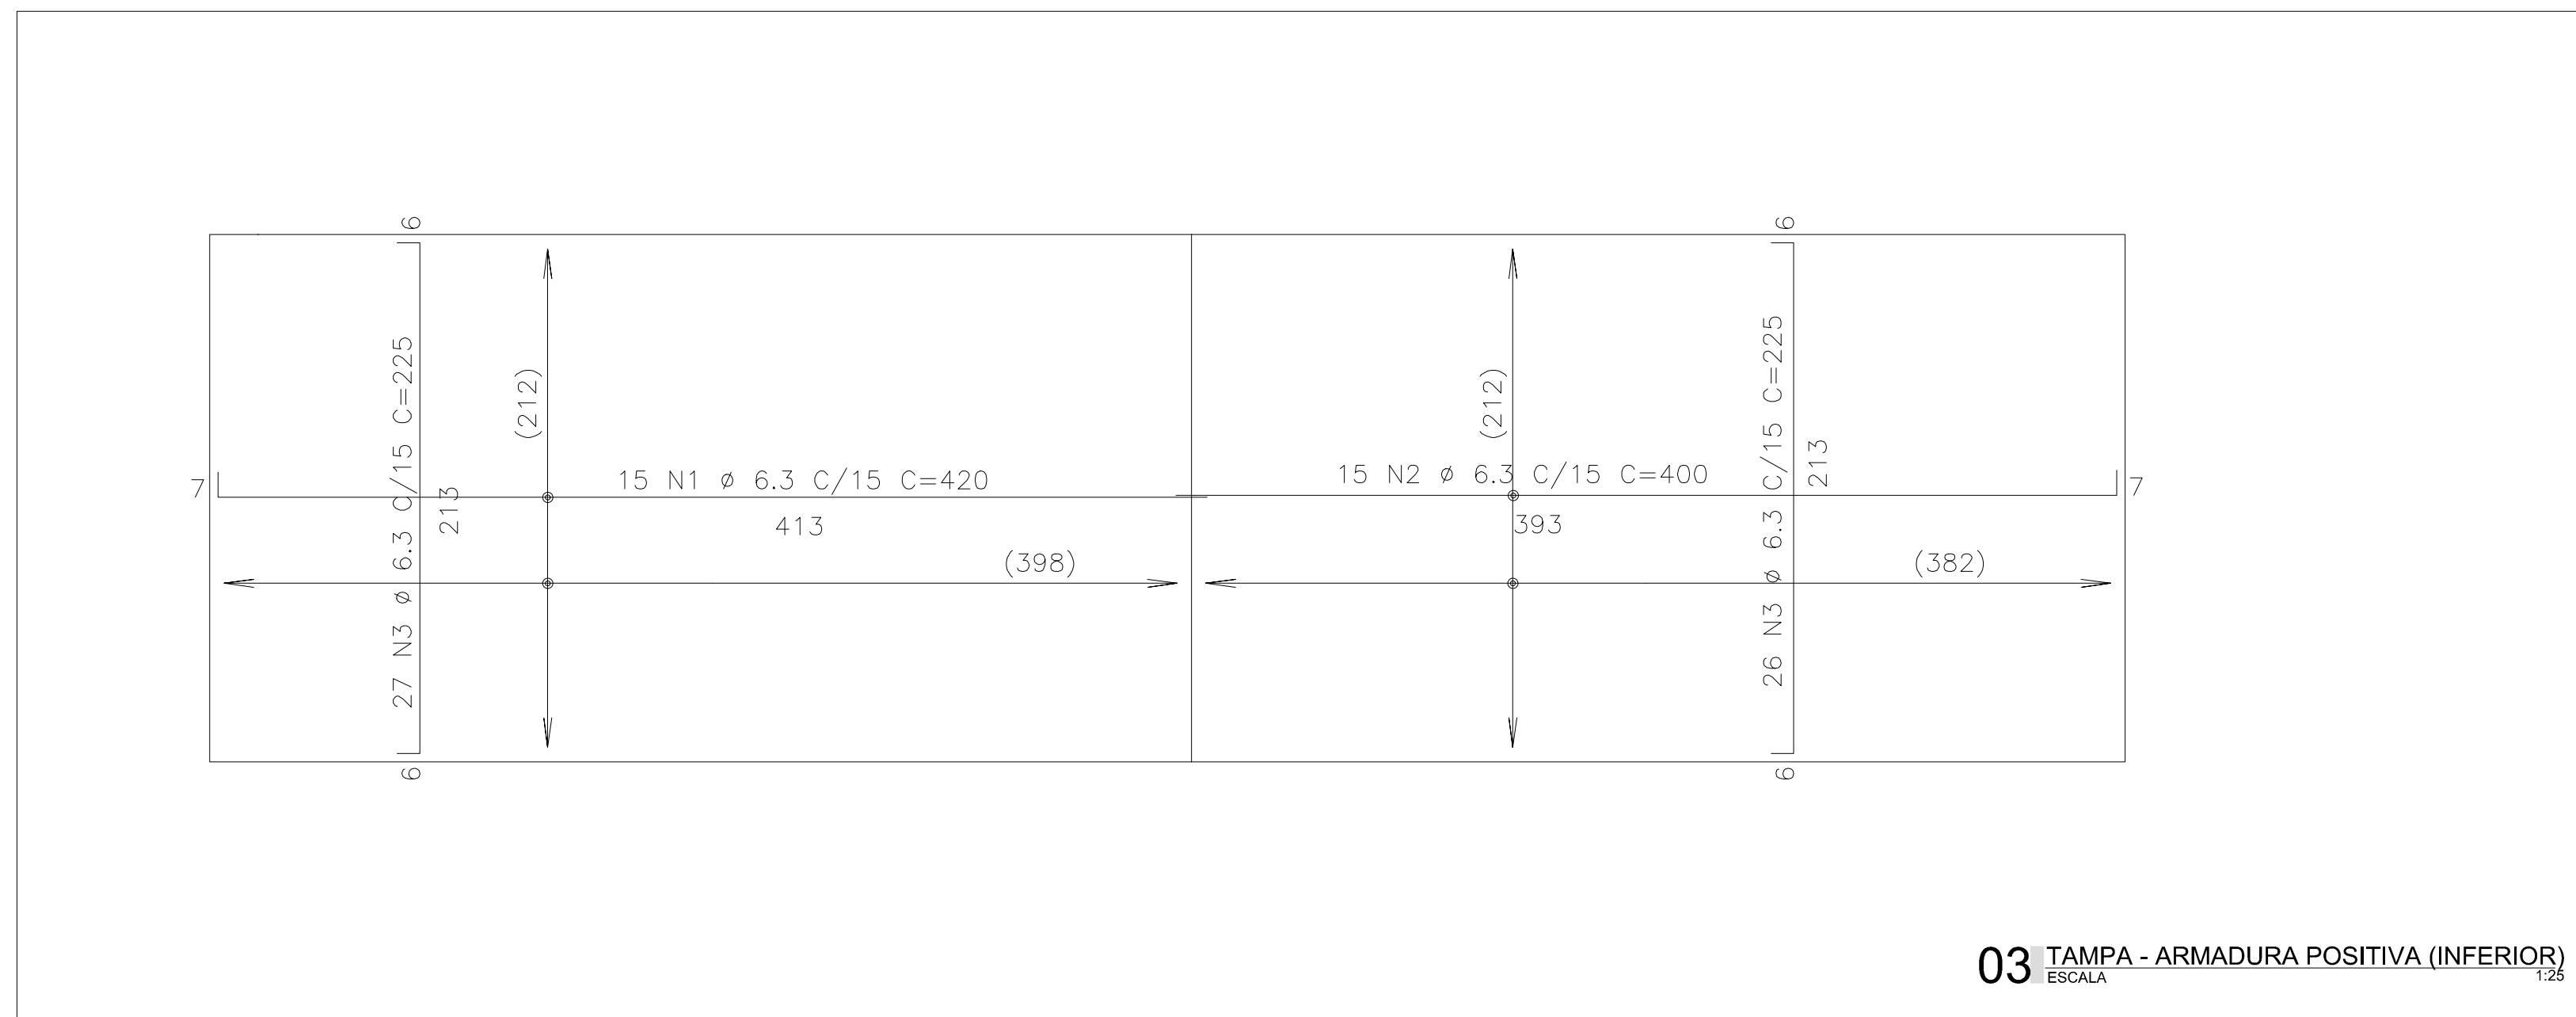 6
6
27 N3 ø 6.3 C/15 C=225
213
(212)
15 N1 ø 6.3 C/15 C=420
413
(398)
7
6
(212)
15 N2 ø 6.3 C/15 C=400
393
26 N3 ø 6.3 C/15 C=225
213
(382)
7
6
03 TAMPA - ARMADURA POSITIVA (INFERIOR)
ESCALA 1:25